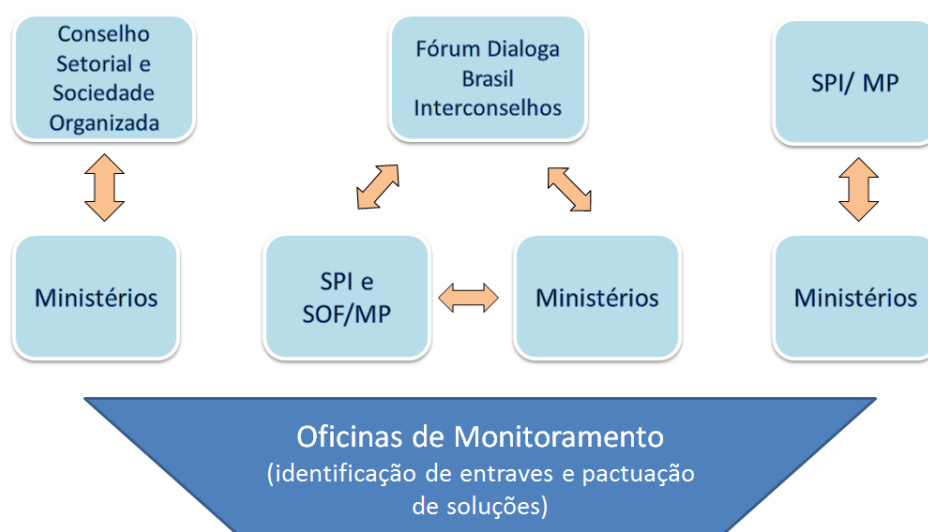 Conselho
Setorial e
Sociedade
Organizada
Fórum Dialoga
Brasil
Interconselhos
SPI/ MP
Ministérios
SPI e
SOF/MP
Ministérios
Ministérios
Oficinas de Monitoramento
(identificação de entraves e pactuação
de soluções)